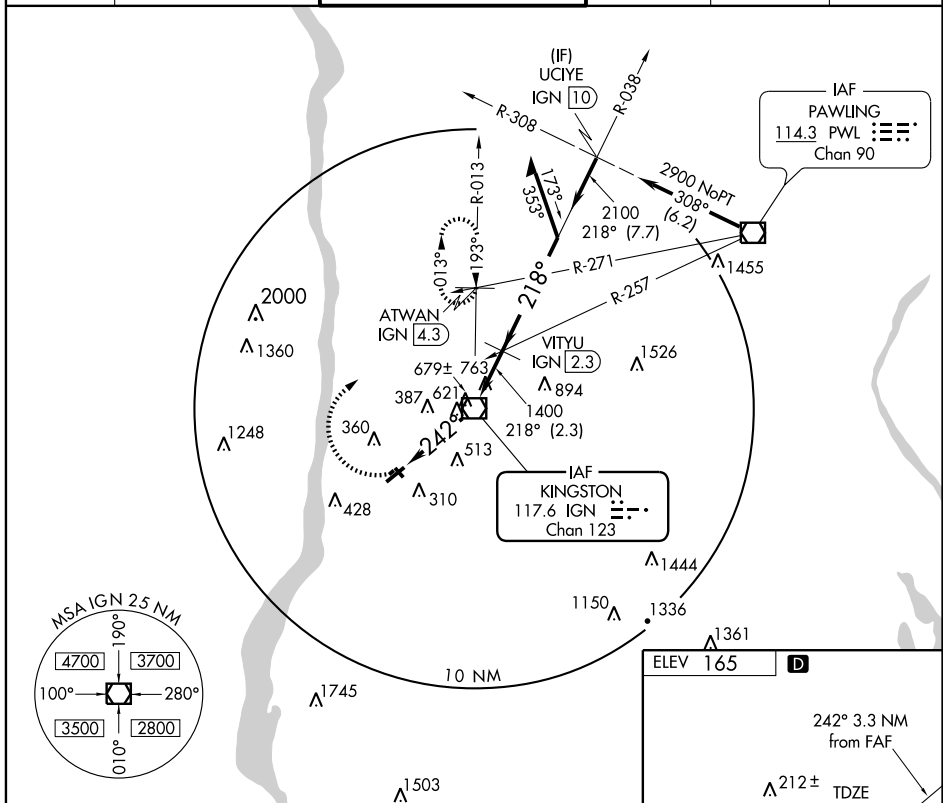 (IF)
UCIYE
IGN 10
R-038
R-308
IAF
PAWLING
114.3 PWL
Chan 90
2900 NoPT
308°
(6.2)
R-013
173°
353°
2100
218° (7.7)
013°
193°
218°
R-271
R-257
1455
ATWAN
IGN 4.3
VITYU
IGN 2.3
2000
1360
1526
679± 763
894
387
621
1400
218° (2.3)
360
242°
1248
513
310
428
IAF
KINGSTON
117.6 IGN
Chan 123
1444
1150
1336
1361
10 NM
MSA IGN 25 NM
190°
4700
3700
100°
280°
3500
2800
010°
1745
1503
ELEV 165
D
242° 3.3 NM
from FAF
212±
TDZE